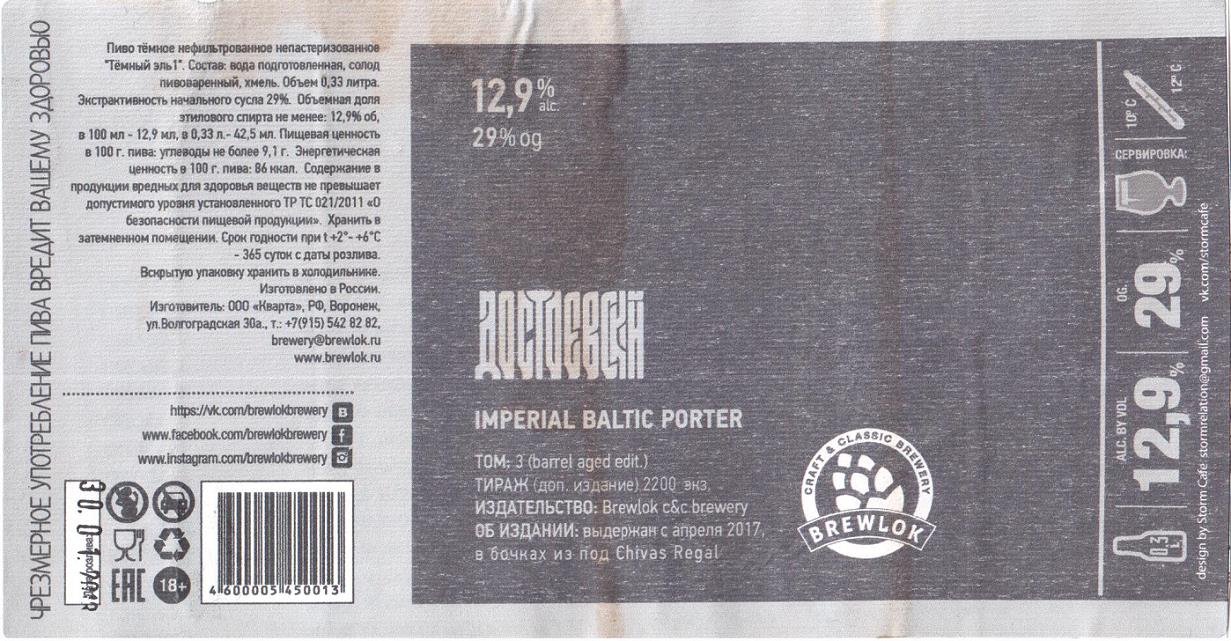 ЧРЕЗМЕРНОЕ УПОТРЕБЛЕНИЕ ПИВА ВРЕДИТ ВАШЕМУ ЗДОРОВЬЮ
Пиво тёмное нефильтрованное непастеризованное
"Тёмный эль1". Состав: вода подготовленная, солод
пивоваренный, хмель. Объем 0,33 литра.
Экстрактивность начального сусла 29%. Объемная доля
этилового спирта не менее: 12,9% об,
в 100 мл - 12,9 мл, в 0,33 л.- 42,5 мл. Пищевая ценность
в 100 г. пива: углеводы не более 9,1 г. Энергетическая
ценность в 100 г. пива: 86 ккал. Содержание в
продукции вредных для здоровья веществ не превышает
допустимого уровня установленного ТР ТС 021/2011 «О
безопасности пищевой продукции». Хранить в
затемненном помещении. Срок годности при t +2°- +6°С
- 365 суток с даты розлива.
Вскрытую упаковку хранить в холодильнике.
Изготовлено в России.
Изготовитель: ООО «Кварта», РФ, Воронеж,
ул.Волгоградская 30а., т.: +7(915) 542 82 82,
brewery@brewlok.ru
www.brewlok.ru
https://vk.com/brewlokbrewery
www.facebook.com/brewlokbrewery
www.instagram.com/brewlokbrewery
30.01.
EAC
18+
4 600005 450013
12,9% alc.
29% og
ДОСТОЕВСКИЙ
IMPERIAL BALTIC PORTER
ТОМ: 3 (barrel aged edit.)
ТИРАЖ (доп. издание) 2200 экз,
ИЗДАТЕЛЬСТВО: Brewlok c&c brewery
ОБ ИЗДАНИИ: выдержан с апреля 2017,
в бочках из под Chivas Regal
CRAFT & CLASSIC BREWERY
BREWLOK
10° C
12° C
СЕРВИРОВКА:
OG.
29%
ALC. BY VOL
12,9%
0,3 L.
design by Storm Cafe: stormrelation@gmail.com vk.com/stormcafe